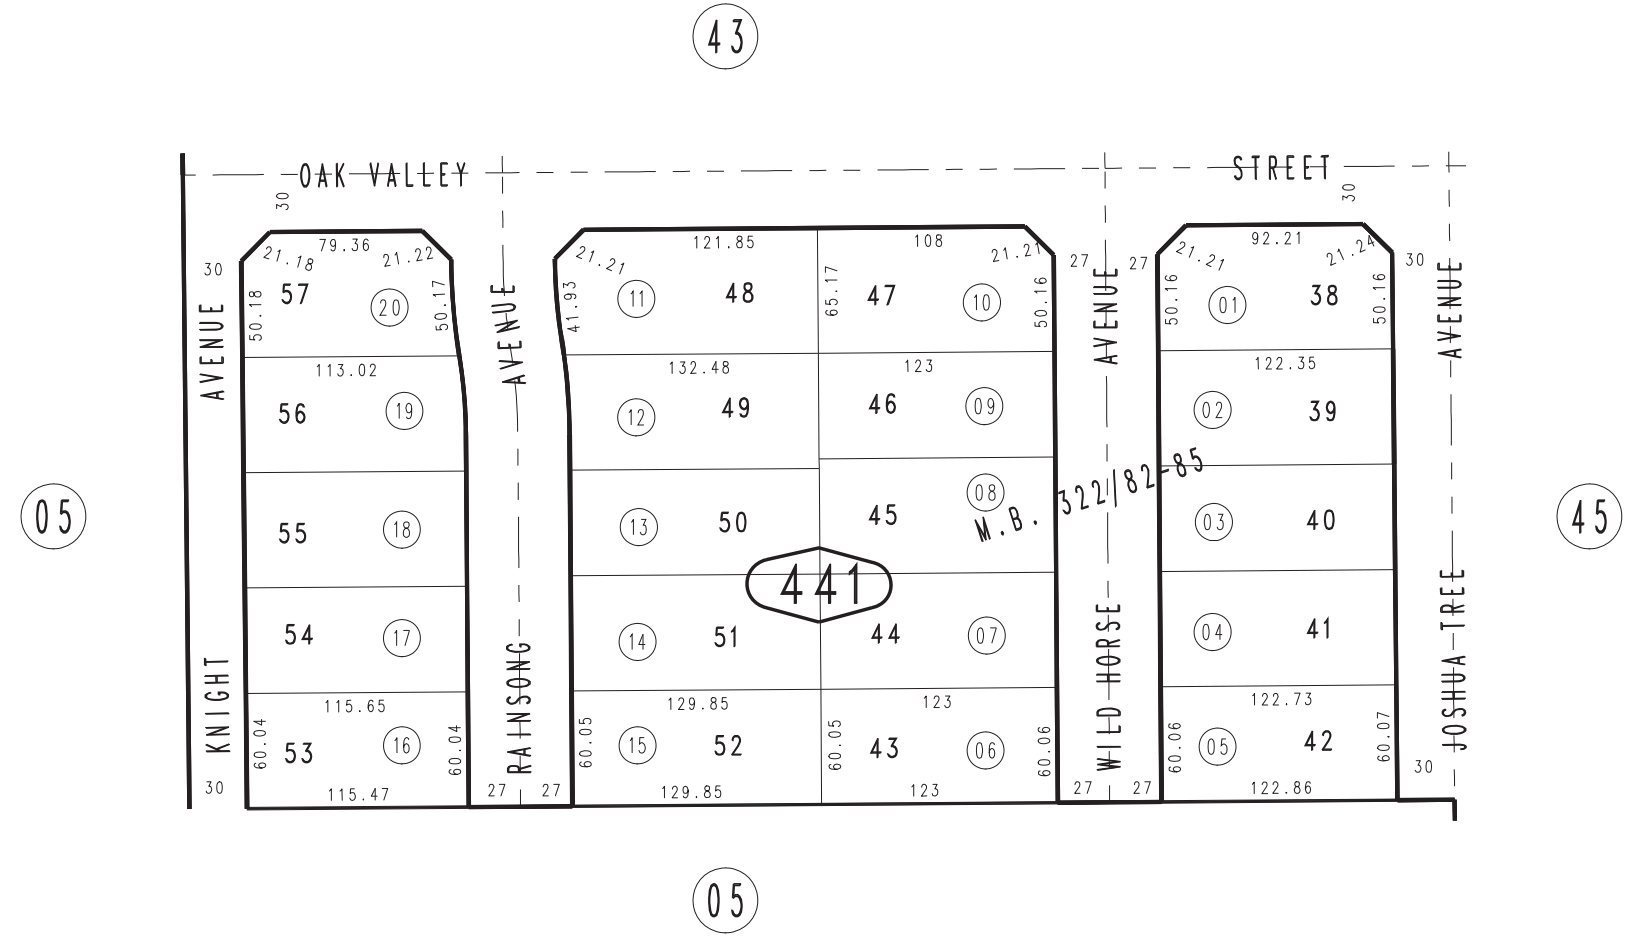 43
OAK VALLEY STREET
30 30
79.36 121.85 108 92.21
21.18 21.22 21.21 21.21 21.21 21.24
30 27 27 30
50.18 57 20 50.17 41.93 11 48 65.17 47 10 50.16 50.16 01 38 50.16
AVENUE AVENUE AVENUE AVENUE
113.02 132.48 123 122.35
56 19 12 49 46 09 02 39
M.B. 322/82-85
05 55 18 13 50 45 08 03 40 45
441
54 17 14 51 44 07 04 41
KNIGHT RAINSONG WILD HORSE JOSHUA TREE
115.65 129.85 123 122.73
60.04 53 16 60.04 60.05 15 52 60.05 43 06 60.06 60.06 05 42 60.07
30 115.47 27 27 129.85 123 27 27 122.86 30
05